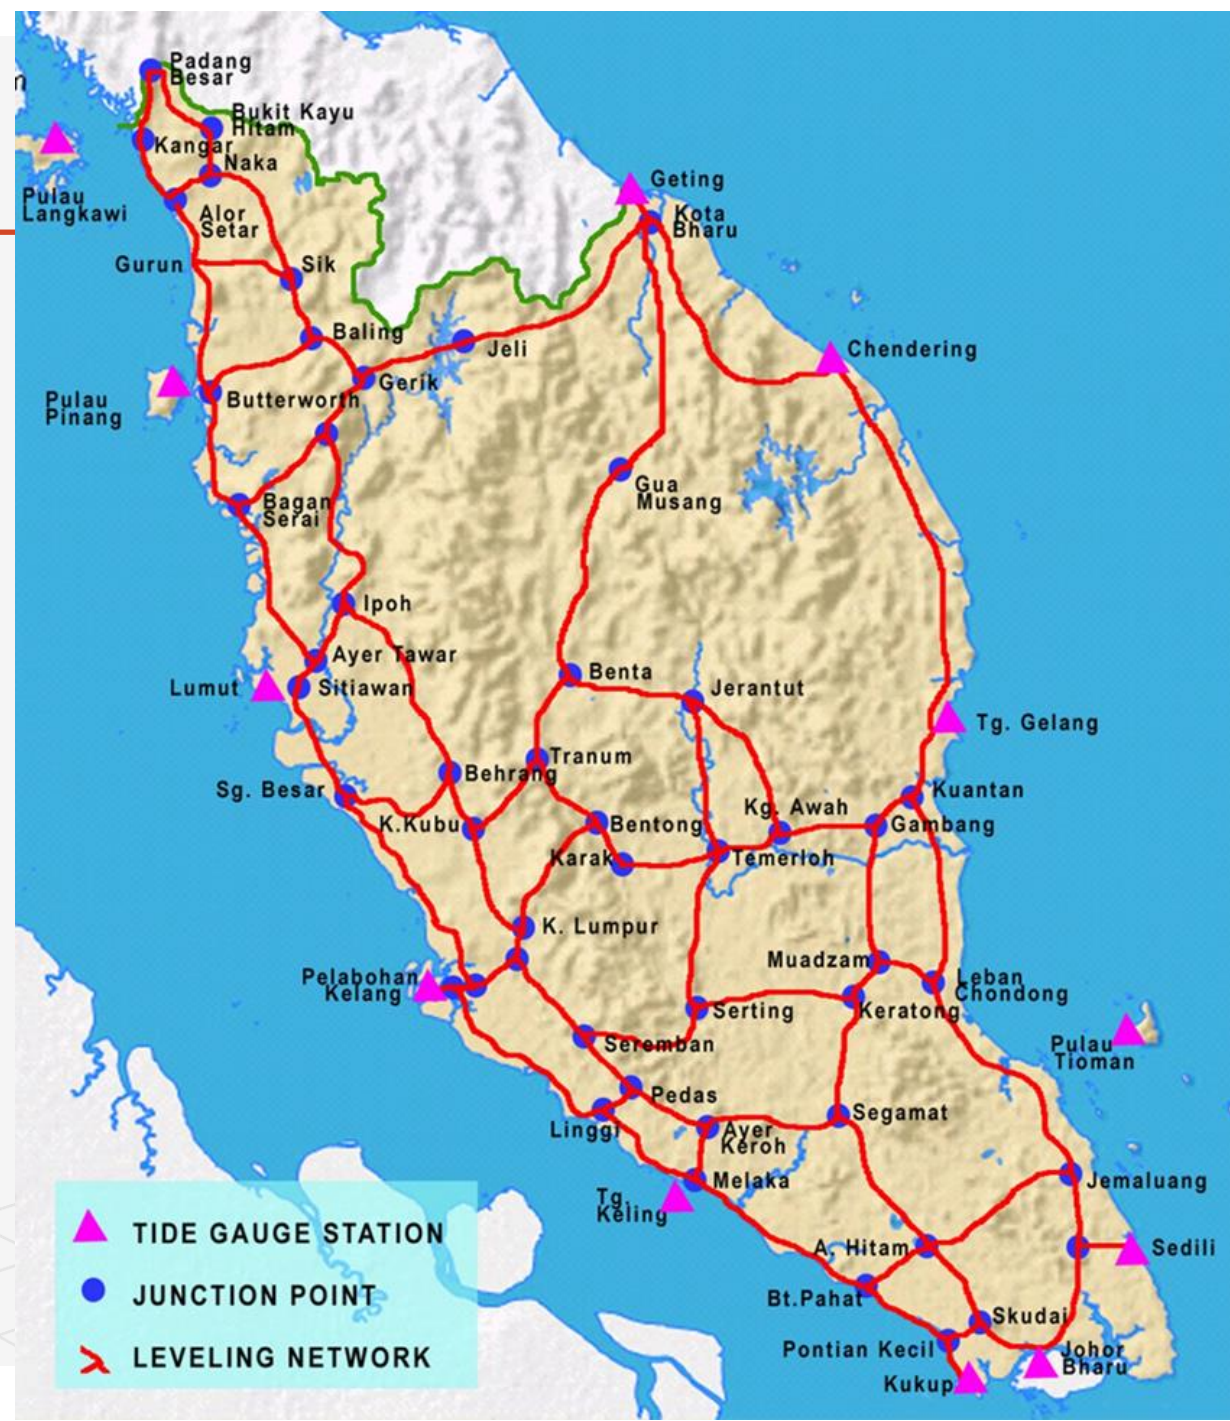 Padang
Besar
Bukit Kayu
Hitam
Kangar
Naka
Pulau
Langkawi
Alor
Setar
Gurun
Sik
Baling
Jeli
Gerik
Butterworth
Pulau
Pinang
Bagan
Serai
Geting
Kota
Bharu
Chendering
Gua
Musang
Ipoh
Ayer Tawar
Lumut
Sitiawan
Benta
Jerantut
Tg. Gelang
Tranum
Behrang
Sg. Besar
K.Kubu
Bentong
Karak
Kg. Awah
Temerloh
Kuantan
Gambang
K. Lumpur
Pelabohan
Kelang
Muadzam
Leban
Chondong
Keratong
Serting
Seremban
Pulau
Tioman
Pedas
Linggi
Ayer
Keroh
Segamat
Melaka
Tg.
Keling
Jemaluang
A. Hitam
Sedili
Bt.Pahat
Skudai
Pontian Kecil
Johor
Bharu
Kukup
TIDE GAUGE STATION
JUNCTION POINT
LEVELING NETWORK